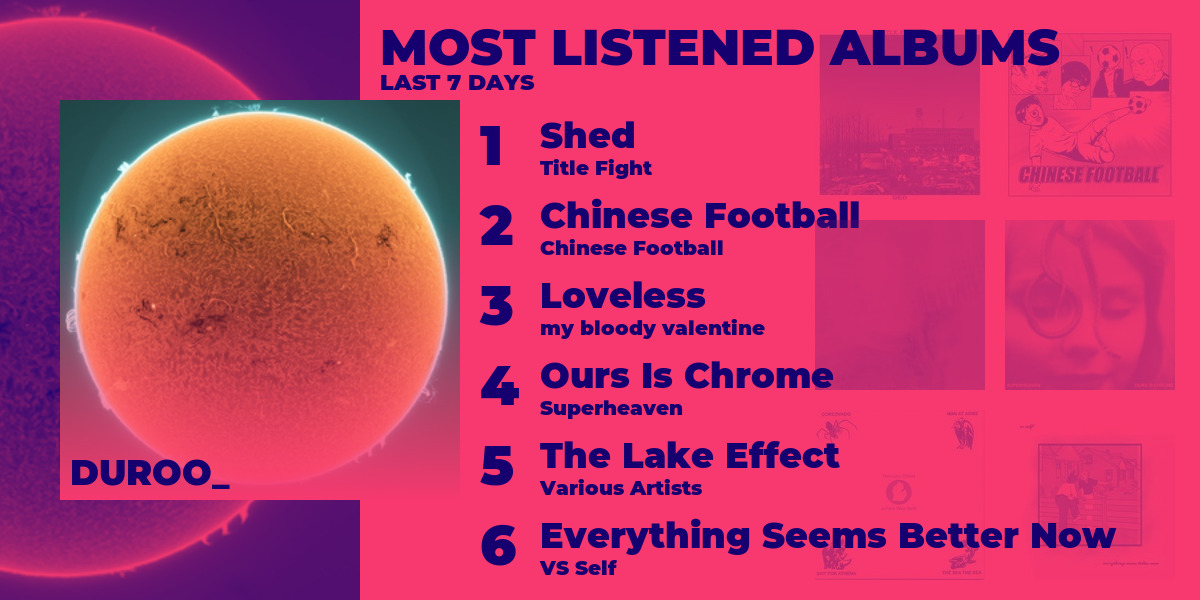 MOST LISTENED ALBUMS
LAST 7 DAYS
1 Shed
Title Fight
2 Chinese Football
Chinese Football
3 Loveless
my bloody valentine
4 Ours Is Chrome
Superheaven
5 The Lake Effect
Various Artists
6 Everything Seems Better Now
VS Self
DUROO_
CHINESE FOOTBALL